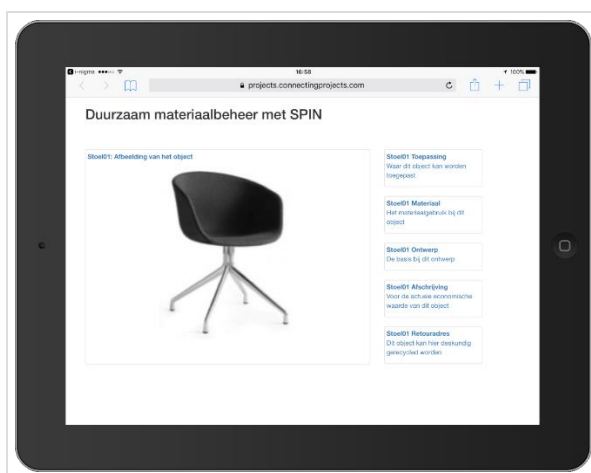 16:58
100%
projects.connectingprojects.com
Duurzaam materiaalbeheer met SPIN
Stoel01: Afbeelding van het object
Stoel01 Toepassing
Waar dit object kan worden
toegepast
Stoel01 Materiaal
Het materiaalgebruik bij dit
object
Stoel01 Ontwerp
De basis bij dit ontwerp
Stoel01 Afschrijving
Voor de actuele economische
waarde van dit object
Stoel01 Retouradres
Dit object kan hier deskundig
gerecycled worden